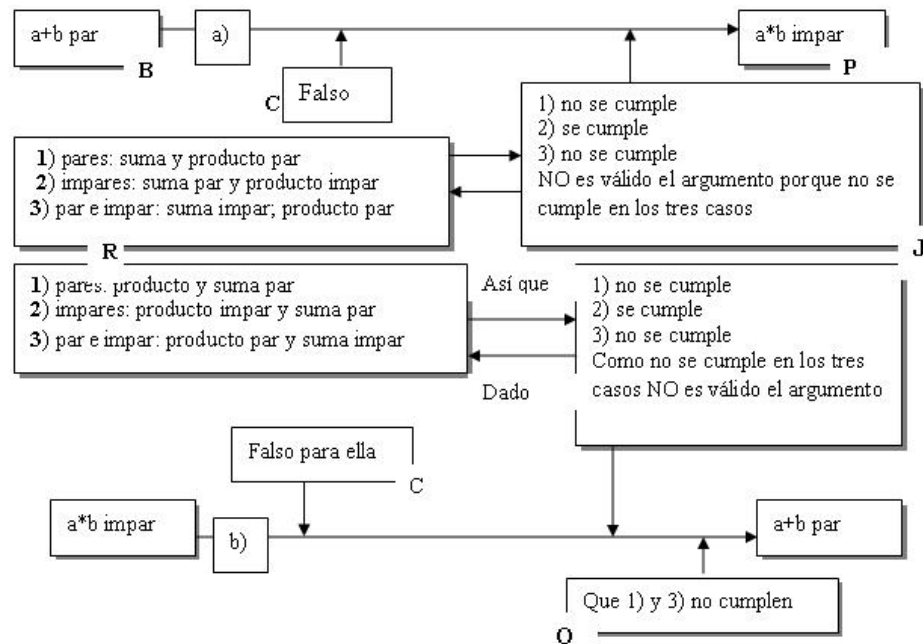 a+b par
a)
a*b impar
B
P
C
Falso
1) no se cumple
2) se cumple
3) no se cumple
NO es válido el argumento porque no se
cumple en los tres casos
J
1) pares: suma y producto par
2) impares: suma par y producto impar
3) par e impar: suma impar; producto par
R
1) pares: producto y suma par
2) impares: producto impar y suma par
3) par e impar: producto par y suma impar
Así que
Dado
1) no se cumple
2) se cumple
3) no se cumple
Como no se cumple en los tres
casos NO es válido el argumento
Falso para ella
C
a*b impar
b)
a+b par
Que 1) y 3) no cumplen
O